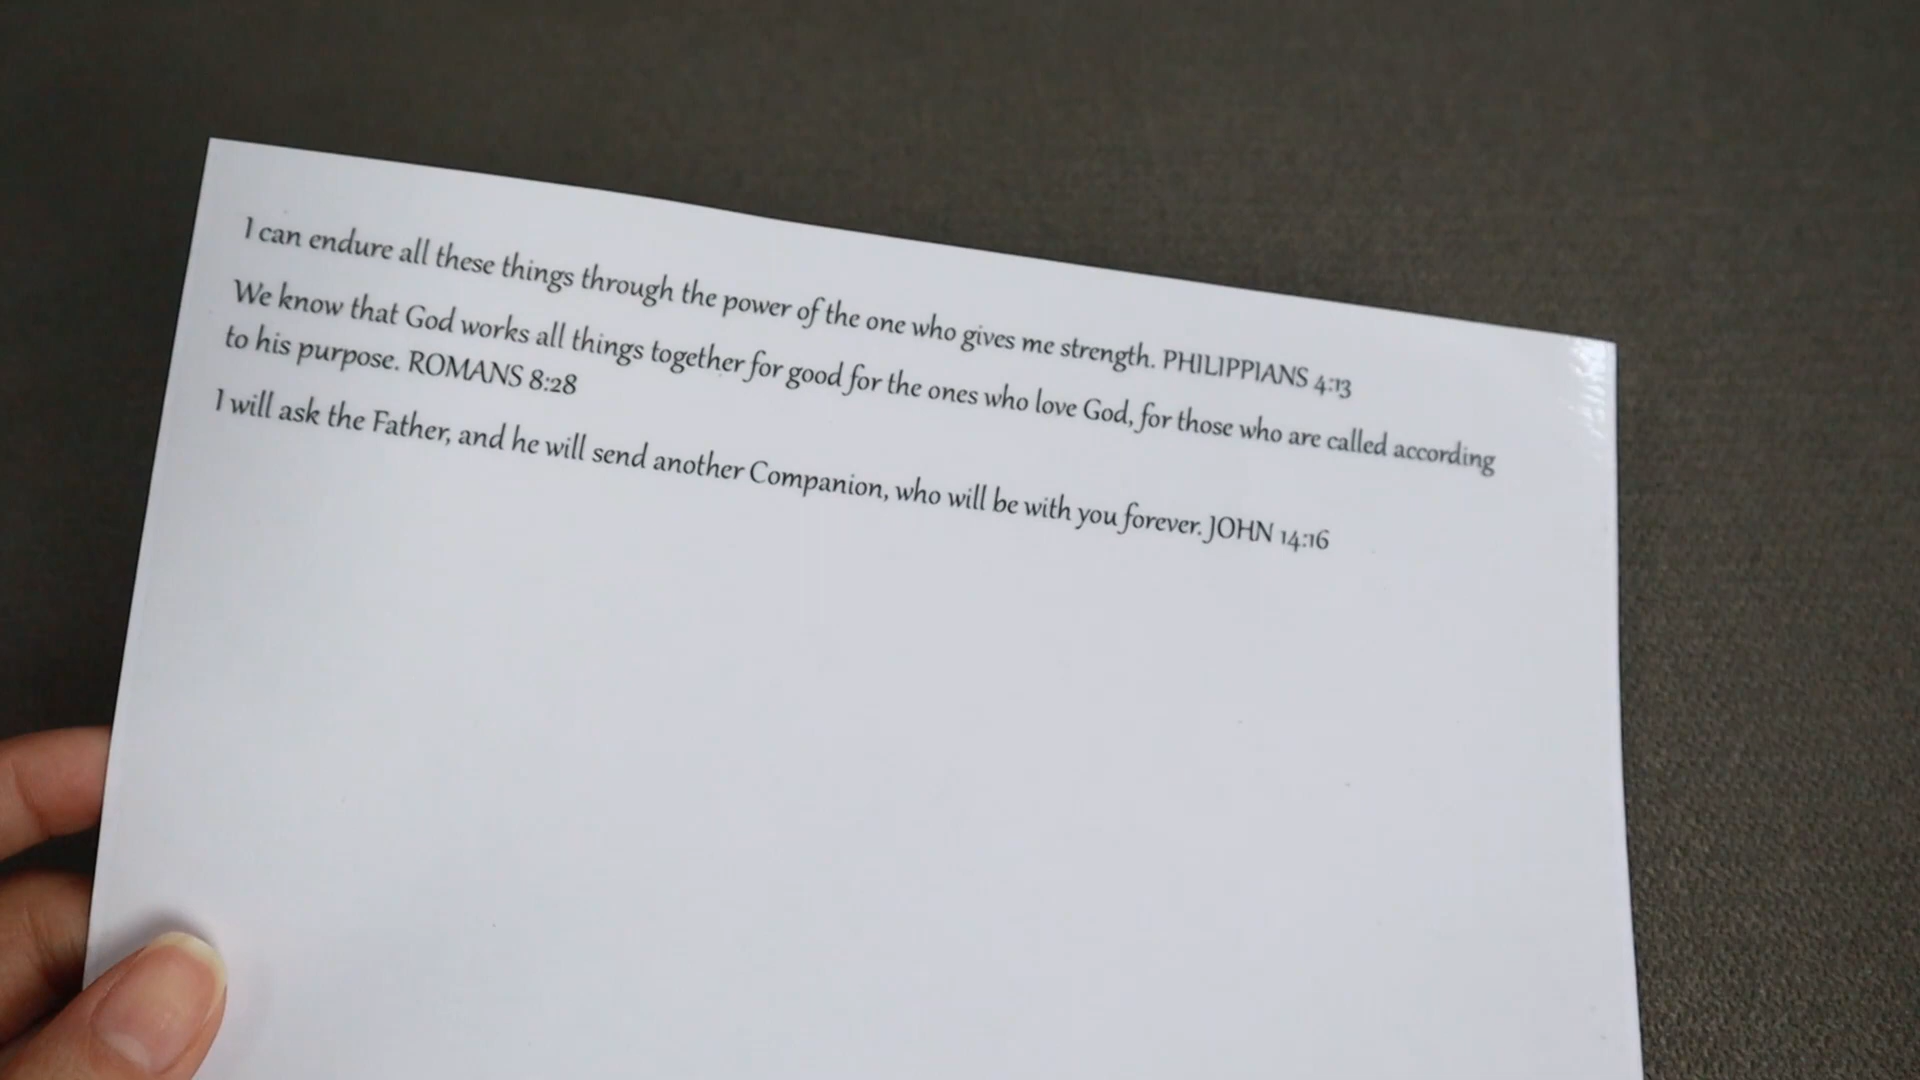 I can endure all these things through the power of the one who gives me strength. PHILIPPIANS 4:13
We know that God works all things together for good for the ones who love God, for those who are called according
to his purpose. ROMANS 8:28
I will ask the Father, and he will send another Companion, who will be with you forever. JOHN 14:16